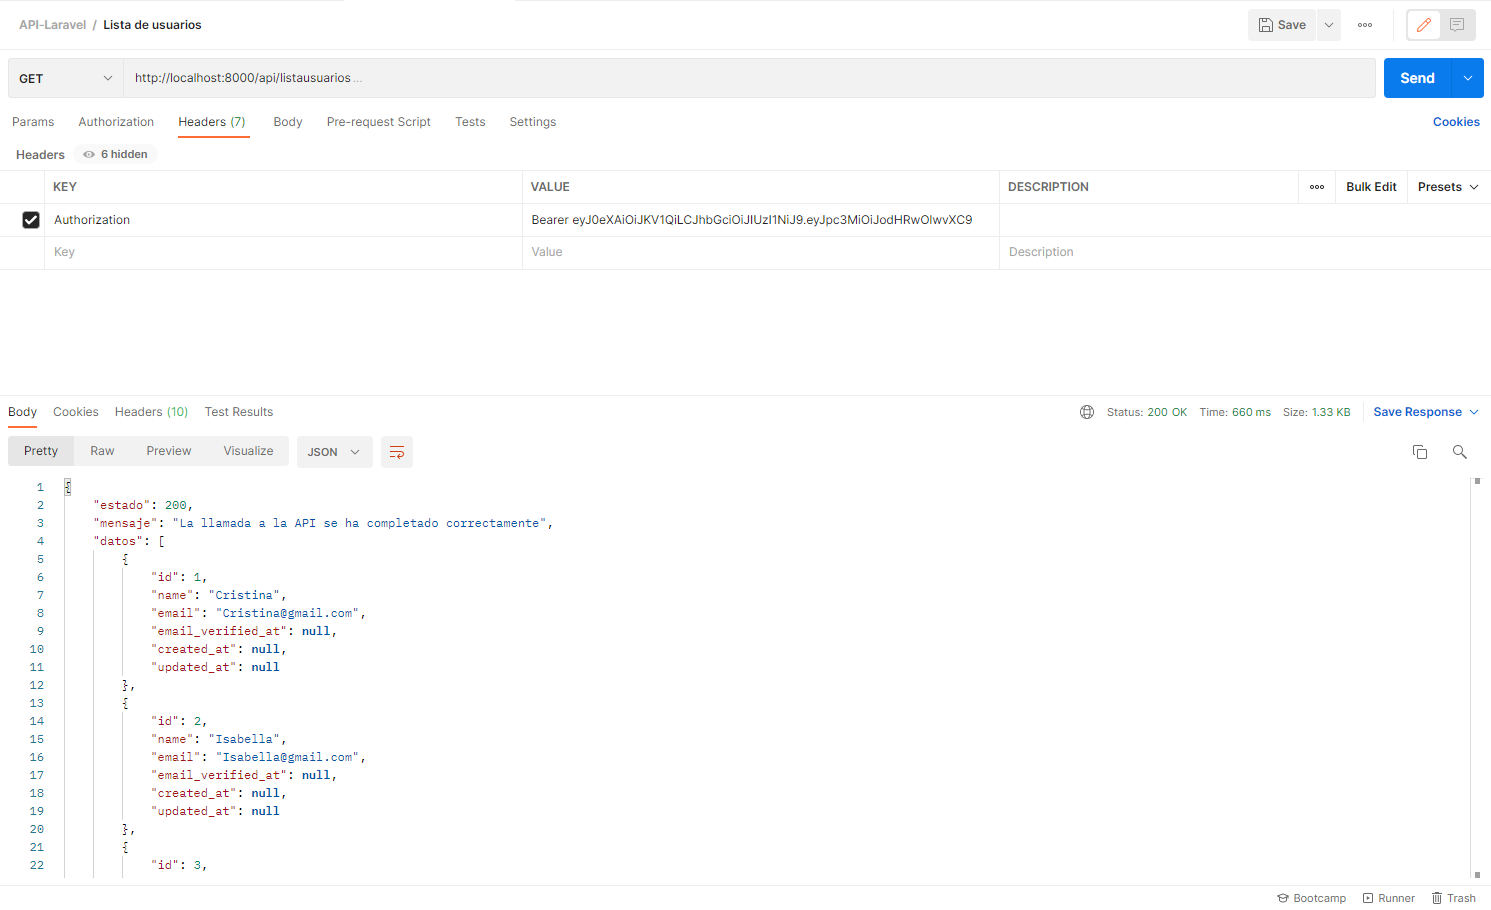 API-Laravel / Lista de usuarios
Save
GET
http://localhost:8000/api/listausuarios ...
Send
Params Authorization Headers (7) Body Pre-request Script Tests Settings Cookies
Headers 6 hidden
KEY VALUE DESCRIPTION Bulk Edit Presets
Authorization Bearer eyJ0eXAiOiJKV1QiLCJhbGciOiJIUzI1NiJ9.eyJpc3MiOiJodHRwOlwvXC9
Key Value Description
Body Cookies Headers (10) Test Results Status: 200 OK Time: 660 ms Size: 1.33 KB Save Response
Pretty Raw Preview Visualize JSON
1 {
2 "estado": 200,
3 "mensaje": "La llamada a la API se ha completado correctamente",
4 "datos": [
5 {
6 "id": 1,
7 "name": "Cristina",
8 "email": "Cristina@gmail.com",
9 "email_verified_at": null,
10 "created_at": null,
11 "updated_at": null
12 },
13 {
14 "id": 2,
15 "name": "Isabella",
16 "email": "Isabella@gmail.com",
17 "email_verified_at": null,
18 "created_at": null,
19 "updated_at": null
20 },
21 {
22 "id": 3,
Bootcamp Runner Trash